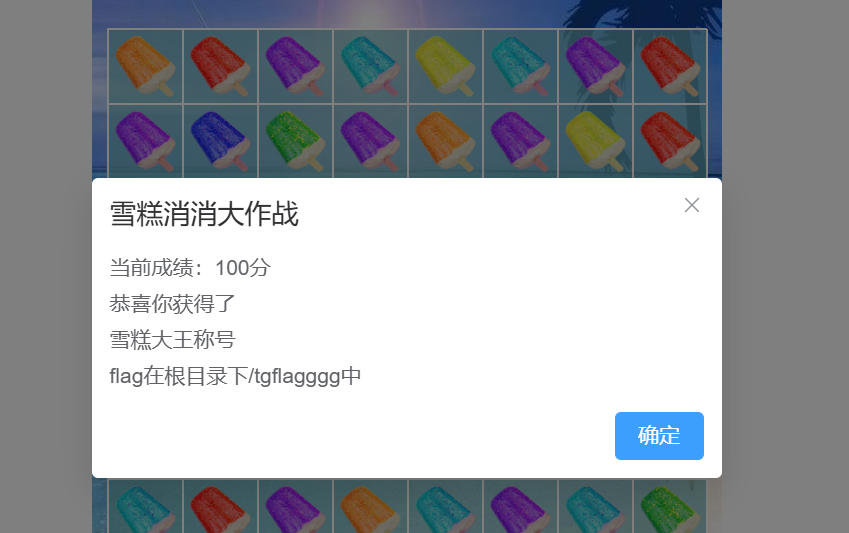 雪糕消消大作战
当前成绩：100分
恭喜你获得了
雪糕大王称号
flag在根目录下/tgflagggg中
确定